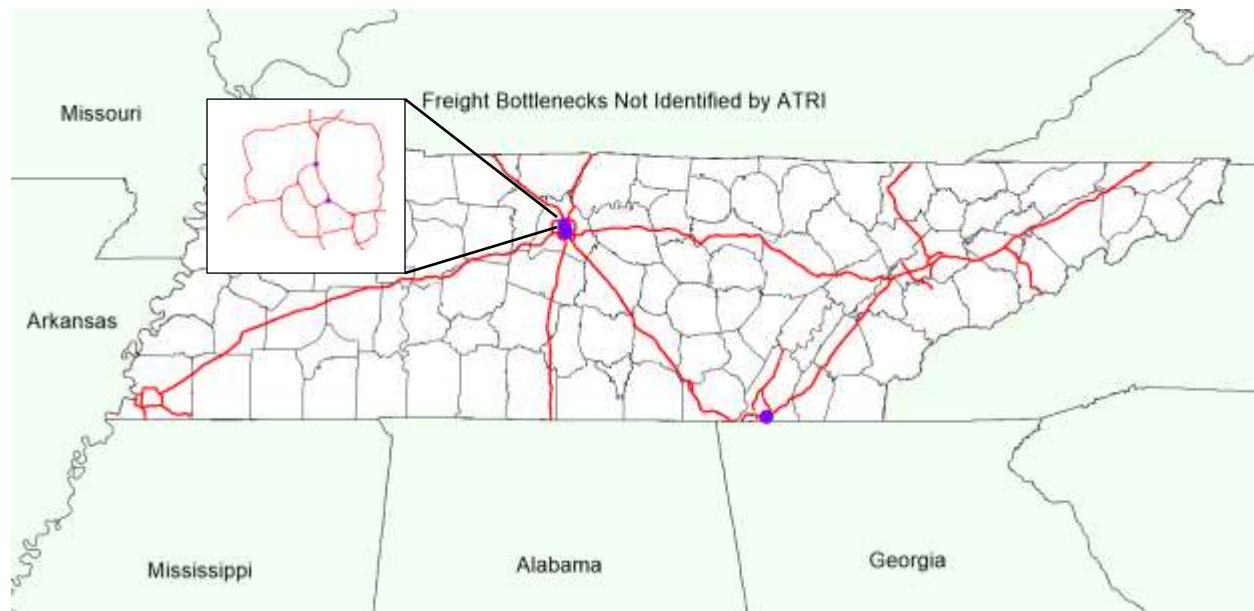 Freight Bottlenecks Not Identified by ATRI
Missouri
Arkansas
Mississippi
Alabama
Georgia